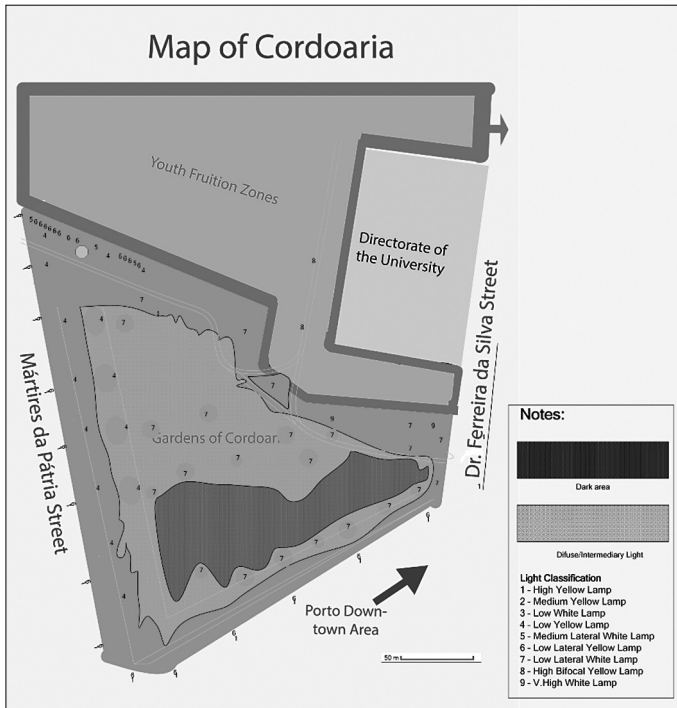 Map of Cordoaria
Youth Fruition Zones
Directorate of
the University
Dr. Ferreira da Silva Street
Mártires da Pátria Street
Gardens of Cordoari
Porto Down-
town Area
50 m
Notes:
Dark area
Difuse/Intermediary Light
Light Classification
1 - High Yellow Lamp
2 - Medium Yellow Lamp
3 - Low White Lamp
4 - Low Yellow Lamp
5 - Medium Lateral White Lamp
6 - Low Lateral Yellow Lamp
7 - Low Lateral White Lamp
8 - High Bifocal Yellow Lamp
9 - V.High White Lamp